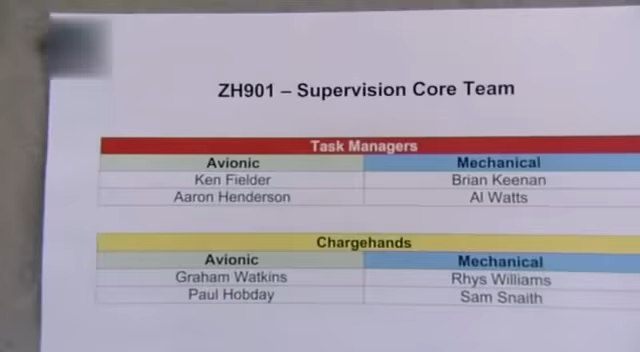 ZH901 – Supervision Core Team
Task Managers
Avionic Mechanical
Ken Fielder Brian Keenan
Aaron Henderson Al Watts
Chargehands
Avionic Mechanical
Graham Watkins Rhys Williams
Paul Hobday Sam Snaith